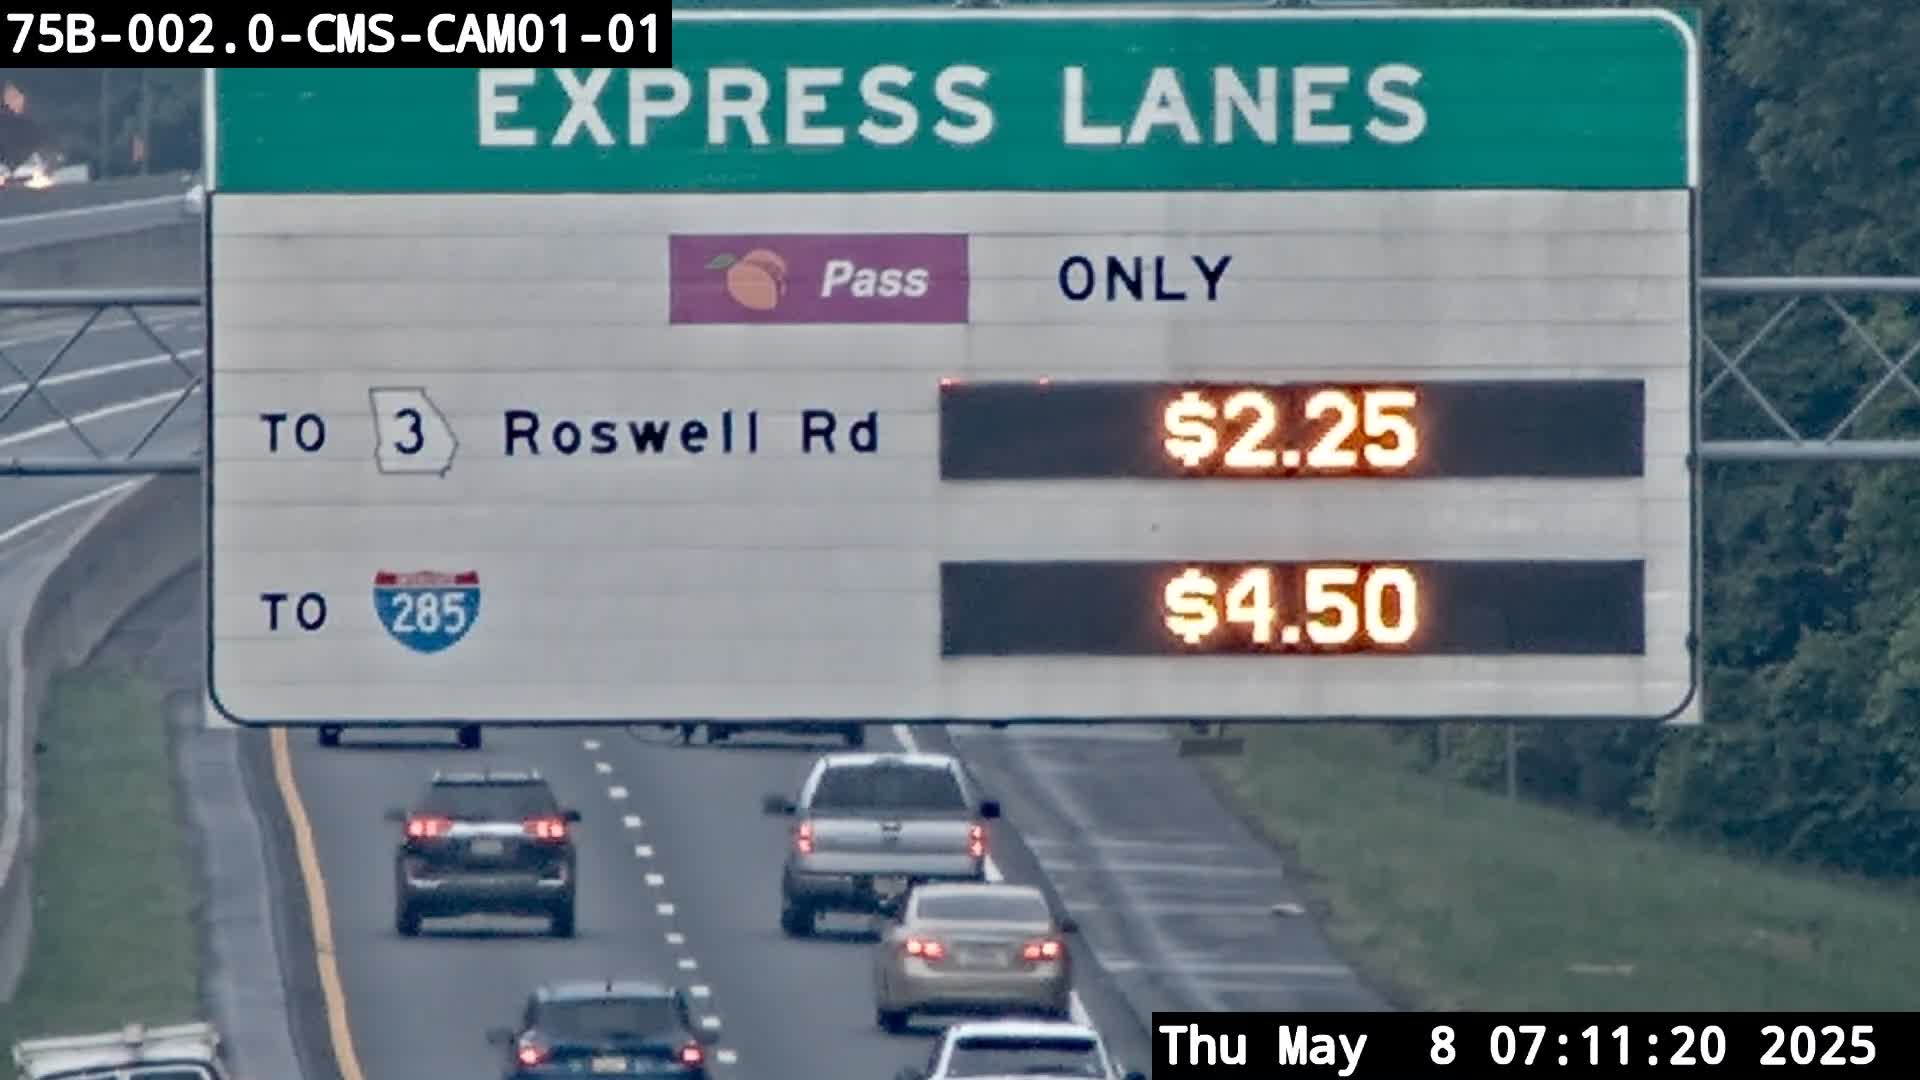 75B-002.0-CMS-CAM01-01
EXPRESS LANES
Pass ONLY
TO 3 Roswell Rd $2.25
TO 285 $4.50
Thu May 8 07:11:20 2025